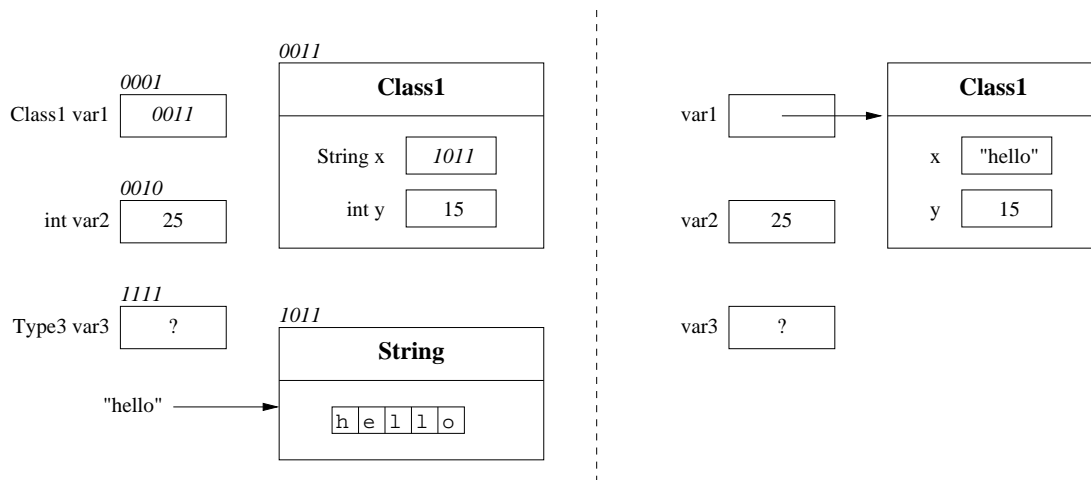 0011
0001
Class1
Class1 var1 0011
String x 1011
0010
int y 15
int var2 25
1111
Type3 var3 ?
1011
String
"hello"
h e l l o
Class1
var1
x "hello"
y 15
var2 25
var3 ?